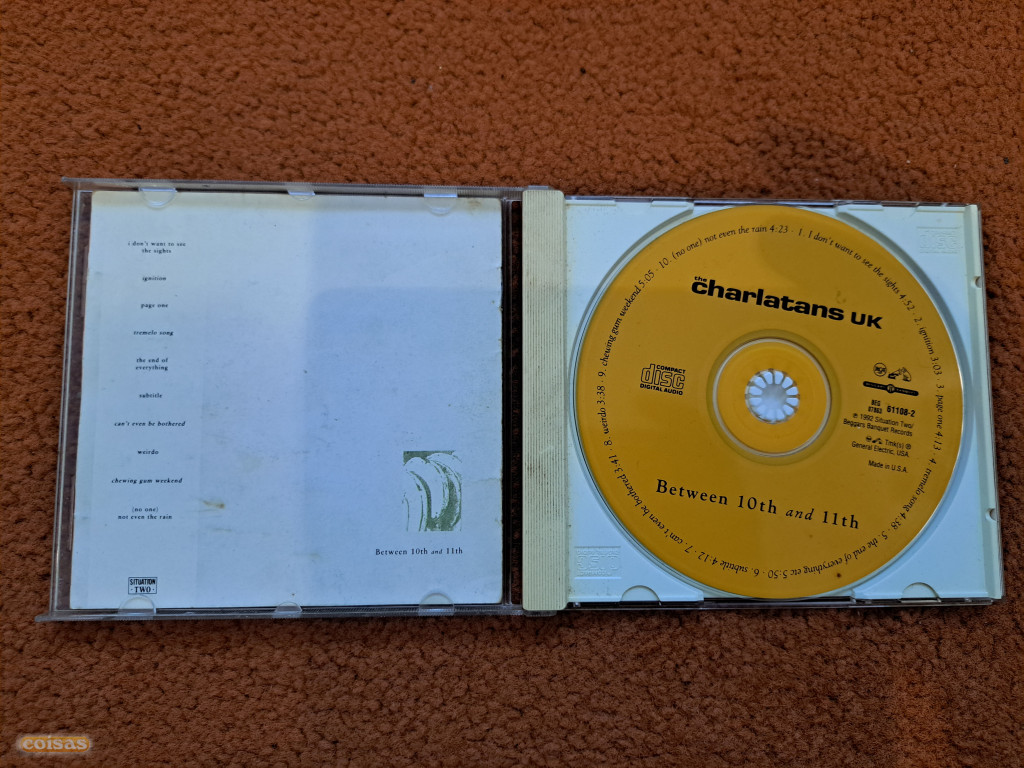 i don't want to see
the sights
ignition
page one
tremelo song
the end of
everything
subtitle
can't even be bothered
weirdo
chewing gum weekend
(no one)
not even the rain
Between 10th and 11th
SITUATION
·TWO·
the
charlatans UK
COMPACT
disc
DIGITAL AUDIO
BEG
07863 61108-2
℗ 1992 Situation Two/
Beggars Banquet Records
Tmk(s) ®
General Electric, USA.
Made in U.S.A.
Between 10th and 11th
1. I don't want to see the sights 4:52 · 2. ignition 3:03 · 3. page one 4:13 · 4. tremelo song 4:38 · 5. the end of everything etc 5:50 · 6. subtitle 4:12 · 7. can't even be bothered 3:41 · 8. weirdo 3:38 · 9. chewing gum weekend 5:05 · 10. (no one) not even the rain 4:23 ·
coisas